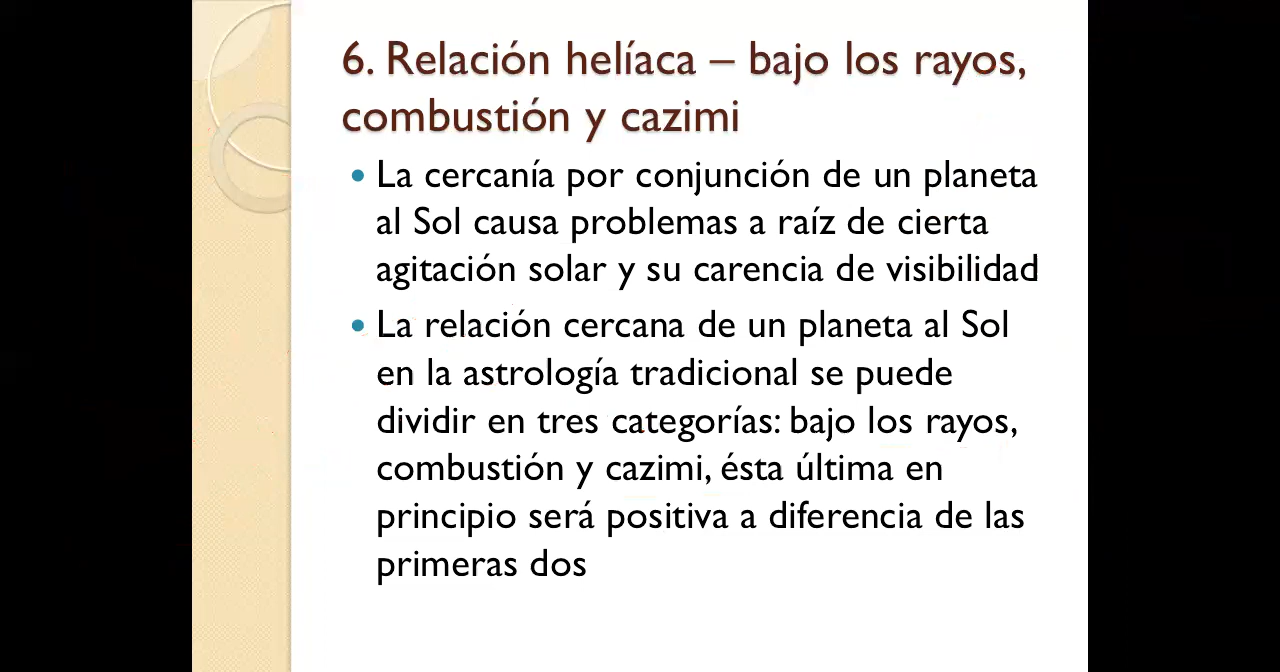 6. Relación helíaca – bajo los rayos,
combustión y cazimi
• La cercanía por conjunción de un planeta
al Sol causa problemas a raíz de cierta
agitación solar y su carencia de visibilidad
• La relación cercana de un planeta al Sol
en la astrología tradicional se puede
dividir en tres categorías: bajo los rayos,
combustión y cazimi, ésta última en
principio será positiva a diferencia de las
primeras dos